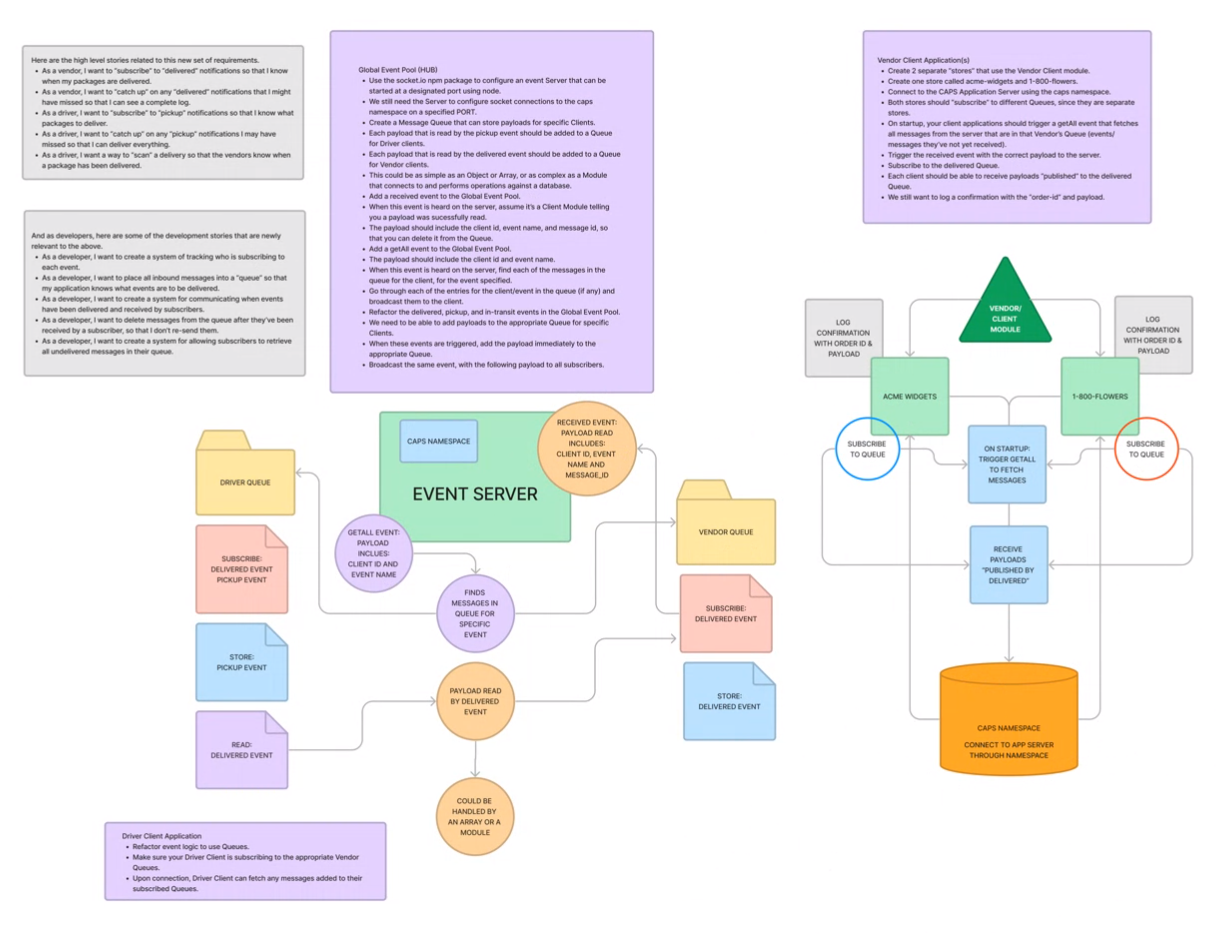 Here are the high level stories related to this new set of requirements.
• As a vendor, I want to "subscribe" to "delivered" notifications so that I know
when my packages are delivered.
• As a vendor, I want to "catch up" on any "delivered" notifications that I might
have missed so that I can see a complete log.
• As a driver, I want to "subscribe" to "pickup" notifications so that I know what
packages to deliver.
• As a driver, I want to "catch up" on any "pickup" notifications I may have
missed so that I can deliver everything.
• As a driver, I want a way to "scan" a delivery so that the vendors know when
a package has been delivered.
And as developers, here are some of the development stories that are newly
relevant to the above.
• As a developer, I want to create a system of tracking who is subscribing to
each event.
• As a developer, I want to place all inbound messages into a "queue" so that
my application knows what events are to be delivered.
• As a developer, I want to create a system for communicating when events
have been delivered and received by subscribers.
• As a developer, I want to delete messages from the queue after they've been
received by a subscriber, so that I don't re-send them.
• As a developer, I want to create a system for allowing subscribers to retrieve
all undelivered messages in their queue.
Global Event Pool (HUB)
• Use the socket.io npm package to configure an event Server that can be
started at a designated port using node.
• We still need the Server to configure socket connections to the caps
namespace on a specified PORT.
• Create a Message Queue that can store payloads for specific Clients.
• Each payload that is read by the pickup event should be added to a Queue
for Driver clients.
• Each payload that is read by the delivered event should be added to a Queue
for Vendor clients.
• This could be as simple as an Object or Array, or as complex as a Module
that connects to and performs operations against a database.
• Add a received event to the Global Event Pool.
• When this event is heard on the server, assume it's a Client Module telling
you a payload was sucessfully read.
• The payload should include the client id, event name, and message id, so
that you can delete it from the Queue.
• Add a getAll event to the Global Event Pool.
• The payload should include the client id and event name.
• When this event is heard on the server, find each of the messages in the
queue for the client, for the event specified.
• Go through each of the entries for the client/event in the queue (if any) and
broadcast them to the client.
• Refactor the delivered, pickup, and in-transit events in the Global Event Pool.
• We need to be able to add payloads to the appropriate Queue for specific
Clients.
• When these events are triggered, add the payload immediately to the
appropriate Queue.
• Broadcast the same event, with the following payload to all subscribers.
Vendor Client Application(s)
• Create 2 separate "stores" that use the Vendor Client module.
• Create one store called acme-widgets and 1-800-flowers.
• Connect to the CAPS Application Server using the caps namespace.
• Both stores should "subscribe" to different Queues, since they are separate
stores.
• On startup, your client applications should trigger a getAll event that fetches
all messages from the server that are in that Vendor's Queue (events/
messages they've not yet received).
• Trigger the received event with the correct payload to the server.
• Subscribe to the delivered Queue.
• Each client should be able to receive payloads "published" to the delivered
Queue.
• We still want to log a confirmation with the "order-id" and payload.
DRIVER QUEUE
SUBSCRIBE:
DELIVERED EVENT
PICKUP EVENT
STORE:
PICKUP EVENT
READ:
DELIVERED EVENT
CAPS NAMESPACE
EVENT SERVER
RECEIVED EVENT:
PAYLOAD READ
INCLUDES:
CLIENT ID, EVENT
NAME AND
MESSAGE_ID
GETALL EVENT:
PAYLOAD
INCLUES:
CLIENT ID AND
EVENT NAME
FINDS
MESSAGES IN
QUEUE FOR
SPECIFIC
EVENT
PAYLOAD READ
BY DELIVERED
EVENT
COULD BE
HANDLED BY
AN ARRAY OR A
MODULE
VENDOR QUEUE
SUBSCRIBE:
DELIVERED EVENT
STORE:
DELIVERED EVENT
VENDOR/
CLIENT
MODULE
LOG
CONFIRMATION
WITH ORDER ID &
PAYLOAD
LOG
CONFIRMATION
WITH ORDER ID &
PAYLOAD
ACME WIDGETS
1-800-FLOWERS
SUBSCRIBE
TO QUEUE
ON STARTUP:
TRIGGER GETALL
TO FETCH
MESSAGES
SUBSCRIBE
TO QUEUE
RECEIVE
PAYLOADS
"PUBLISHED BY
DELIVERED"
CAPS NAMESPACE
CONNECT TO APP SERVER
THROUGH NAMESPACE
Driver Client Application
• Refactor event logic to use Queues.
• Make sure your Driver Client is subscribing to the appropriate Vendor
Queues.
• Upon connection, Driver Client can fetch any messages added to their
subscribed Queues.